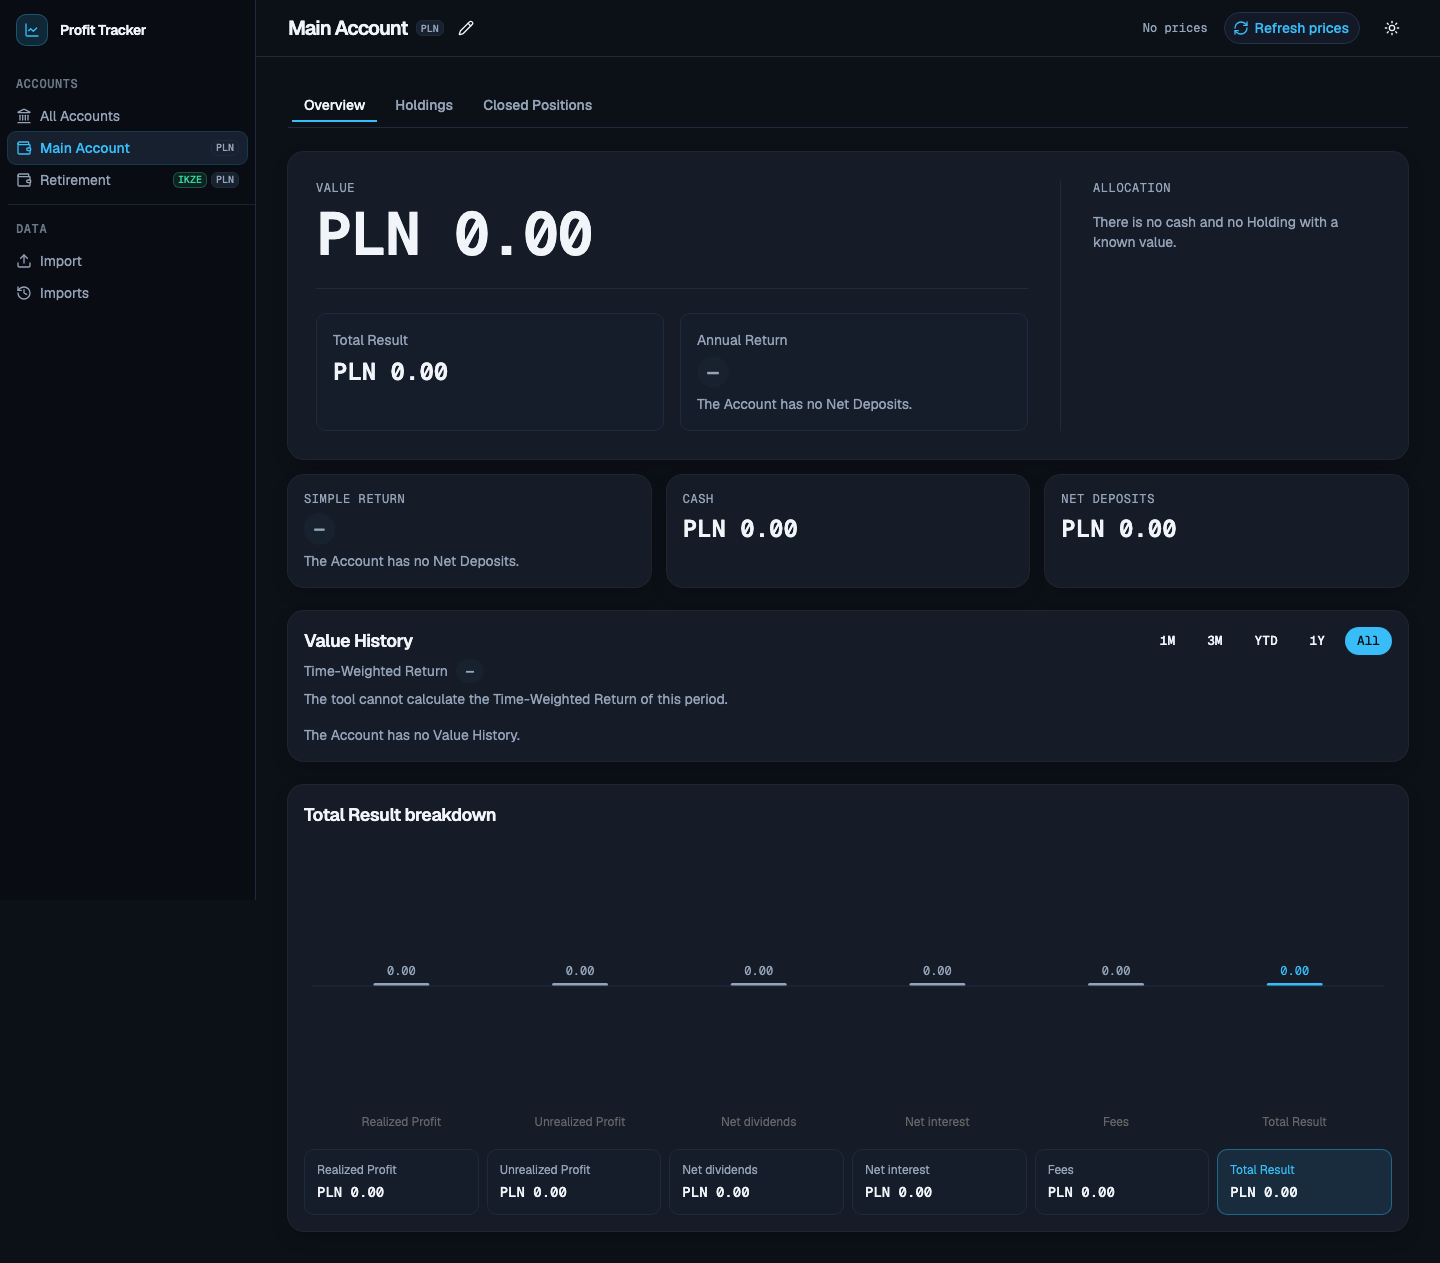 Profit Tracker
ACCOUNTS
All Accounts
Main Account PLN
Retirement IKZE PLN
DATA
Import
Imports
Main Account PLN
No prices
Refresh prices
Overview
Holdings
Closed Positions
VALUE
PLN 0.00
Total Result
PLN 0.00
Annual Return
—
The Account has no Net Deposits.
ALLOCATION
There is no cash and no Holding with a
known value.
SIMPLE RETURN
—
The Account has no Net Deposits.
CASH
PLN 0.00
NET DEPOSITS
PLN 0.00
Value History
1M 3M YTD 1Y All
Time-Weighted Return —
The tool cannot calculate the Time-Weighted Return of this period.
The Account has no Value History.
Total Result breakdown
0.00 0.00 0.00 0.00 0.00 0.00
Realized Profit Unrealized Profit Net dividends Net interest Fees Total Result
Realized Profit
PLN 0.00
Unrealized Profit
PLN 0.00
Net dividends
PLN 0.00
Net interest
PLN 0.00
Fees
PLN 0.00
Total Result
PLN 0.00